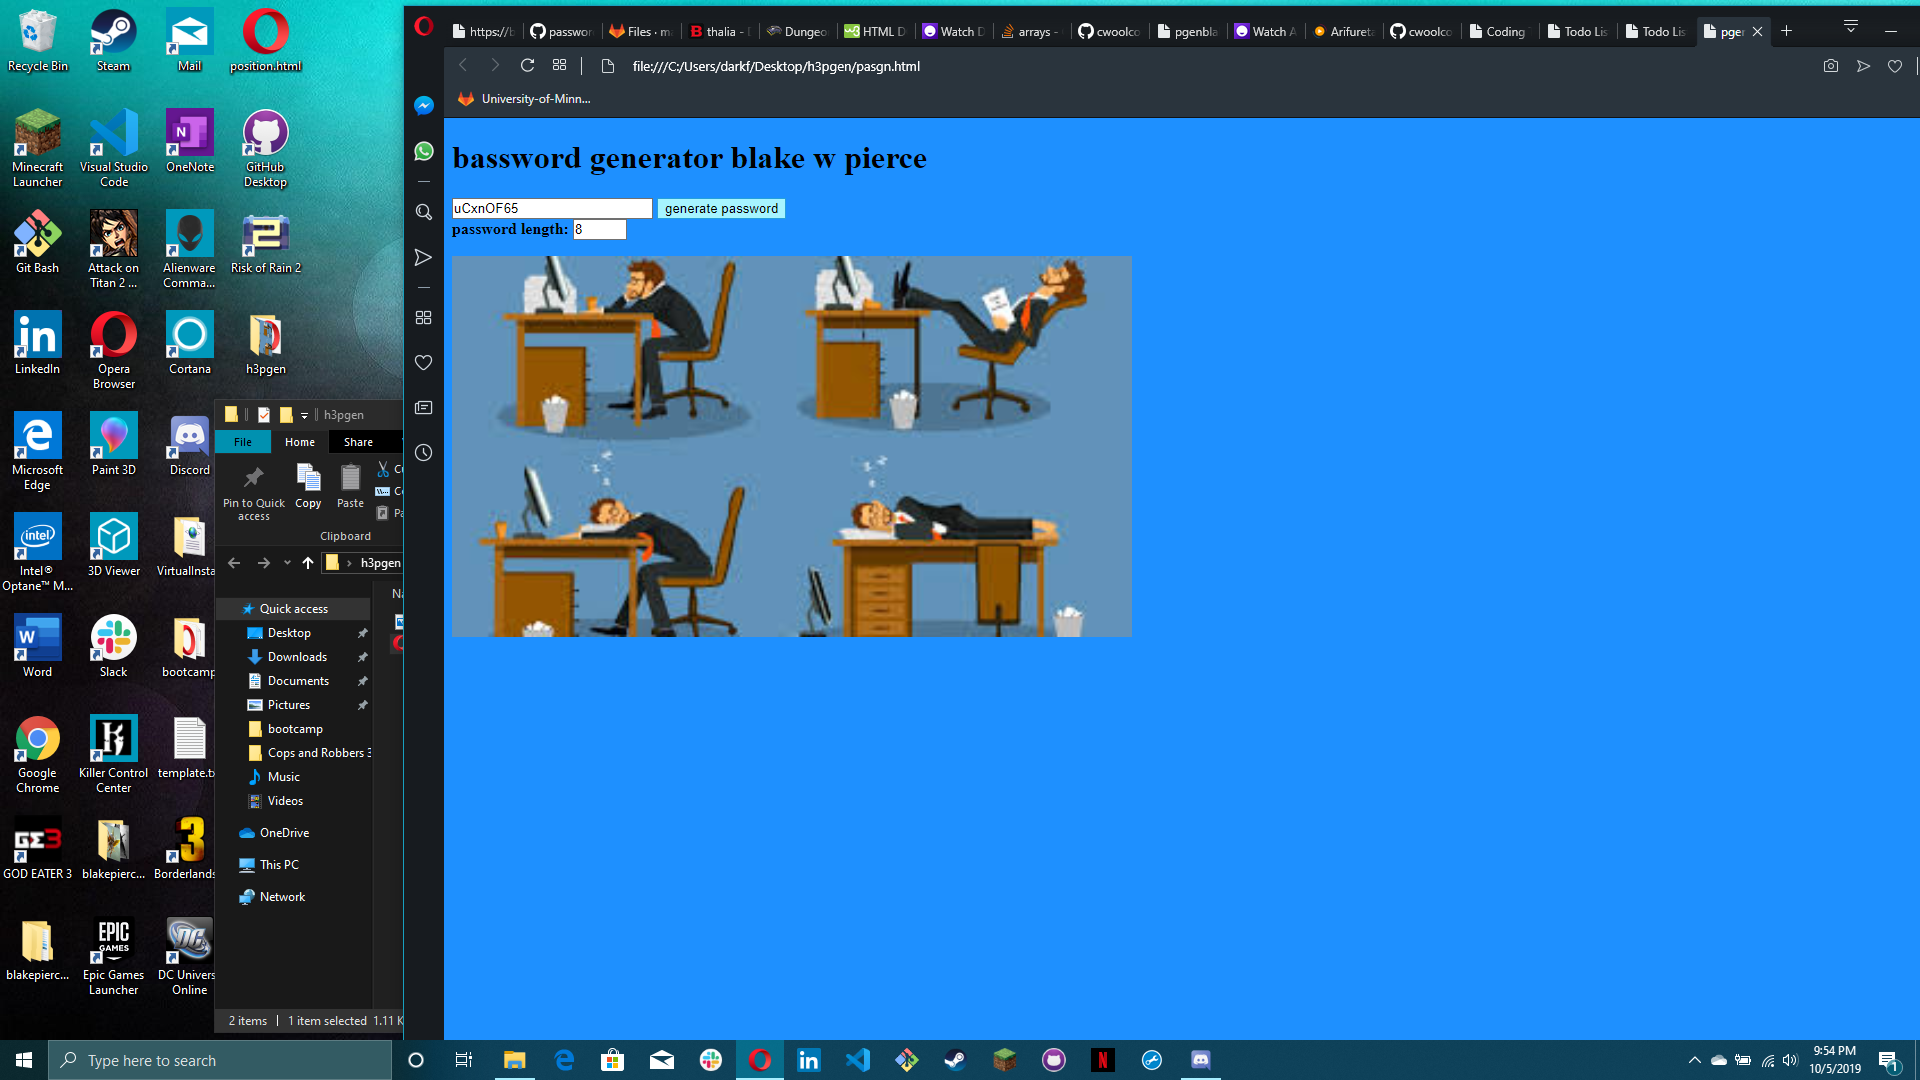 Recycle Bin
Steam
Mail
position.html
Minecraft Launcher
Visual Studio Code
OneNote
GitHub Desktop
Git Bash
Attack on Titan 2 ...
Alienware Comma...
Risk of Rain 2
LinkedIn
Opera Browser
Cortana
h3pgen
Microsoft Edge
Paint 3D
Discord
Intel® Optane™ M...
3D Viewer
VirtualInsta
Word
Slack
bootcamp
Google Chrome
Killer Control Center
template.tx
GOD EATER 3
blakepierc...
Borderlands
blakepierc...
Epic Games Launcher
DC Univers Online
h3pgen
File Home Share
Pin to Quick access
Copy
Paste
Clipboard
h3pgen
Quick access
Desktop
Downloads
Documents
Pictures
bootcamp
Cops and Robbers 3
Music
Videos
OneDrive
This PC
Network
2 items 1 item selected 1.11 K
https://b
passwor
Files · ma
thalia - D
Dungeo
HTML D
Watch D
arrays -
cwoolco
pgenbla
Watch A
Arifureta
cwoolco
Coding T
Todo Lis
Todo Lis
pger
file:///C:/Users/darkf/Desktop/h3pgen/pasgn.html
University-of-Minn...
bassword generator blake w pierce
uCxnOF65 generate password
password length: 8
Type here to search
9:54 PM
10/5/2019